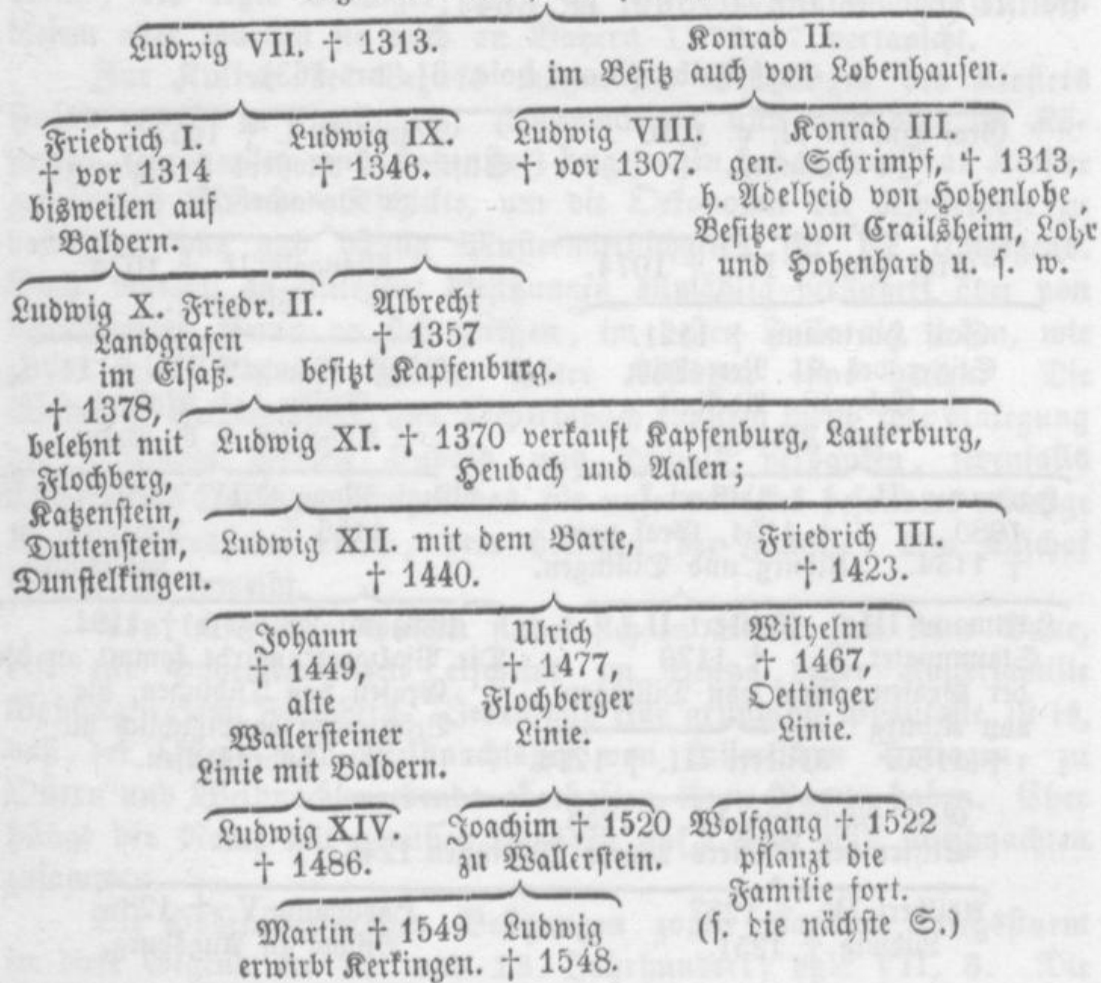 Ludwig VII. † 1313. Konrad II.
im Besitz auch von Lobenhausen.
Friedrich I. Ludwig IX. Ludwig VIII. Konrad III.
† vor 1314 † 1346. † vor 1307. gen. Schrimpf, † 1313,
bisweilen auf h. Adelheid von Hohenlohe,
Baldern. Besitzer von Crailsheim, Lohr
und Hohenhard u. s. w.
Ludwig X. Friedr. II. Albrecht
Landgrafen † 1357
im Elsaß. besitzt Kapfenburg.
† 1378,
belehnt mit Ludwig XI. † 1370 verkauft Kapfenburg, Lauterburg,
Flochberg, Heubach und Aalen;
Katzenstein,
Duttenstein, Ludwig XII. mit dem Barte, Friedrich III.
Dunstelkingen. † 1440. † 1423.
Johann Ulrich Wilhelm
† 1449, † 1477, † 1467,
alte Flochberger Oettinger
Wallersteiner Linie. Linie.
Linie mit Baldern.
Ludwig XIV. Joachim † 1520 Wolfgang † 1522
† 1486. zu Wallerstein. pflanzt die
Familie fort.
Martin † 1549 Ludwig (s. die nächste S.)
erwirbt Kerkingen. † 1548.